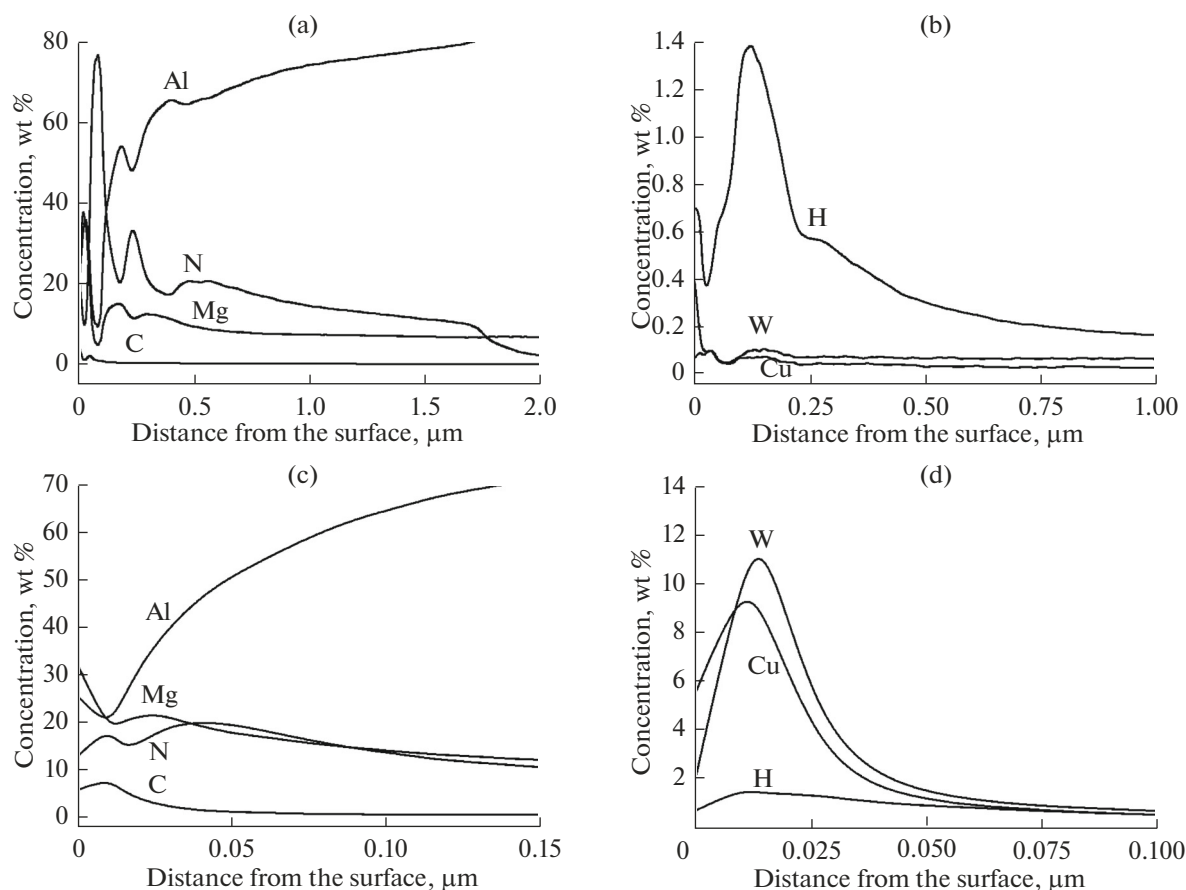 (a)
80
60
40
20
0
Concentration, wt %
Al
N
Mg
C
0 0.5 1.0 1.5 2.0
Distance from the surface, μm
(b)
1.4
1.2
1.0
0.8
0.6
0.4
0.2
0
Concentration, wt %
H
W
Cu
0 0.25 0.50 0.75 1.00
Distance from the surface, μm
(c)
70
60
50
40
30
20
10
0
Concentration, wt %
Al
Mg
N
C
0 0.05 0.10 0.15
Distance from the surface, μm
(d)
14
12
10
8
6
4
2
Concentration, wt %
W
Cu
H
0 0.025 0.050 0.075 0.100
Distance from the surface, μm